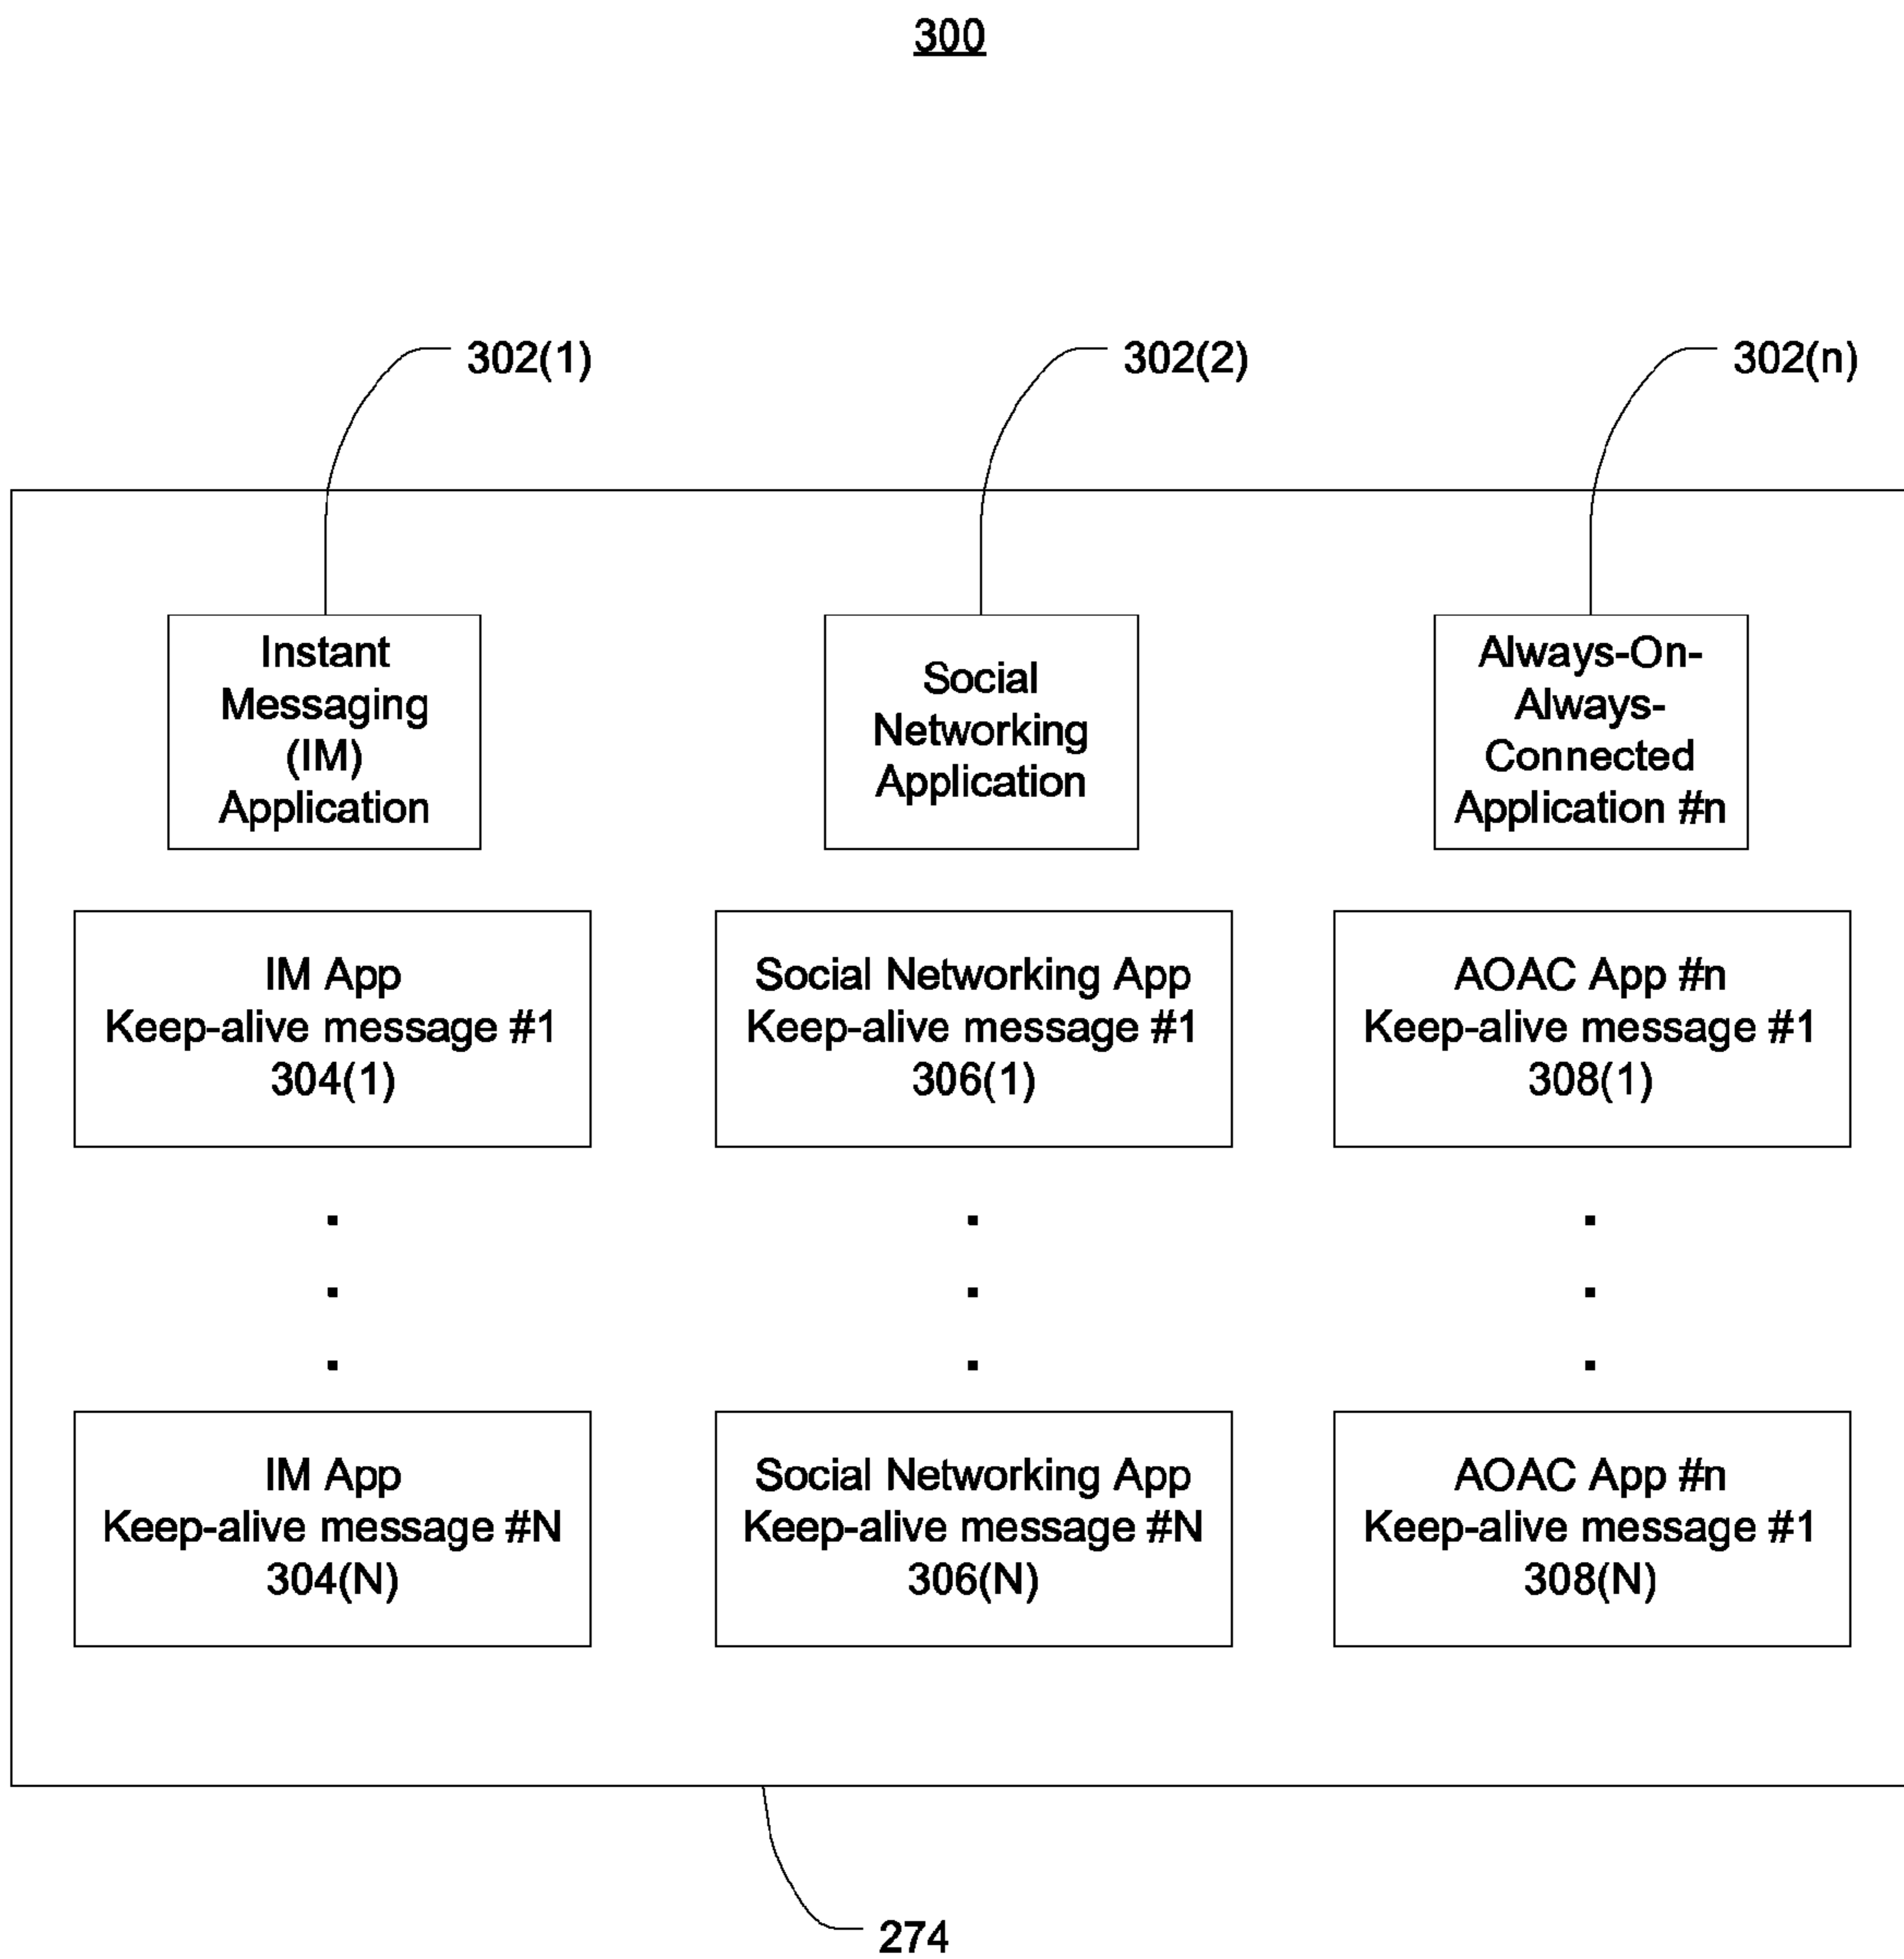 300
302(1)
302(2)
302(n)
Instant
Messaging
(IM)
Application
Social
Networking
Application
Always-On-
Always-
Connected
Application #n
IM App
Keep-alive message #1
304(1)
Social Networking App
Keep-alive message #1
306(1)
AOAC App #n
Keep-alive message #1
308(1)
IM App
Keep-alive message #N
304(N)
Social Networking App
Keep-alive message #N
306(N)
AOAC App #n
Keep-alive message #1
308(N)
274